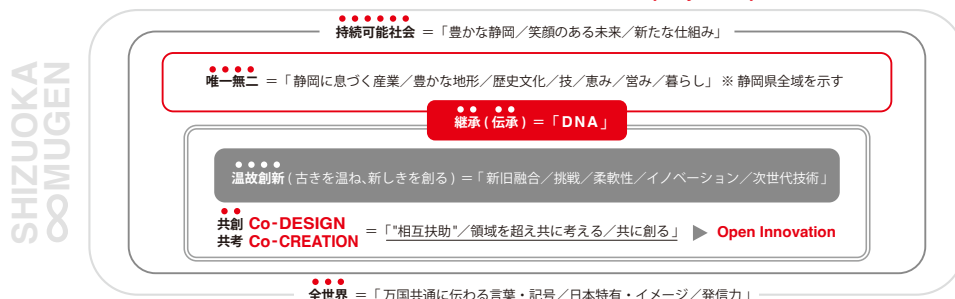 SHIZUOKA
∞MUGEN
持続可能社会 ＝「豊かな静岡／笑顔のある未来／新たな仕組み」
唯一無二 ＝「静岡に息づく産業／豊かな地形／歴史文化／技／恵み／営み／暮らし」※ 静岡県全域を示す
継承（伝承）＝「DNA」
温故創新（古きを温ね、新しきを創る）＝「新旧融合／挑戦／柔軟性／イノベーション／次世代技術」
共創 Co-DESIGN
共考 Co-CREATION
＝「"相互扶助"／領域を超え共に考える／共に創る」 ▶ Open Innovation
全世界 ＝「万国共通に伝わる言葉・記号／日本特有・イメージ／発信力」